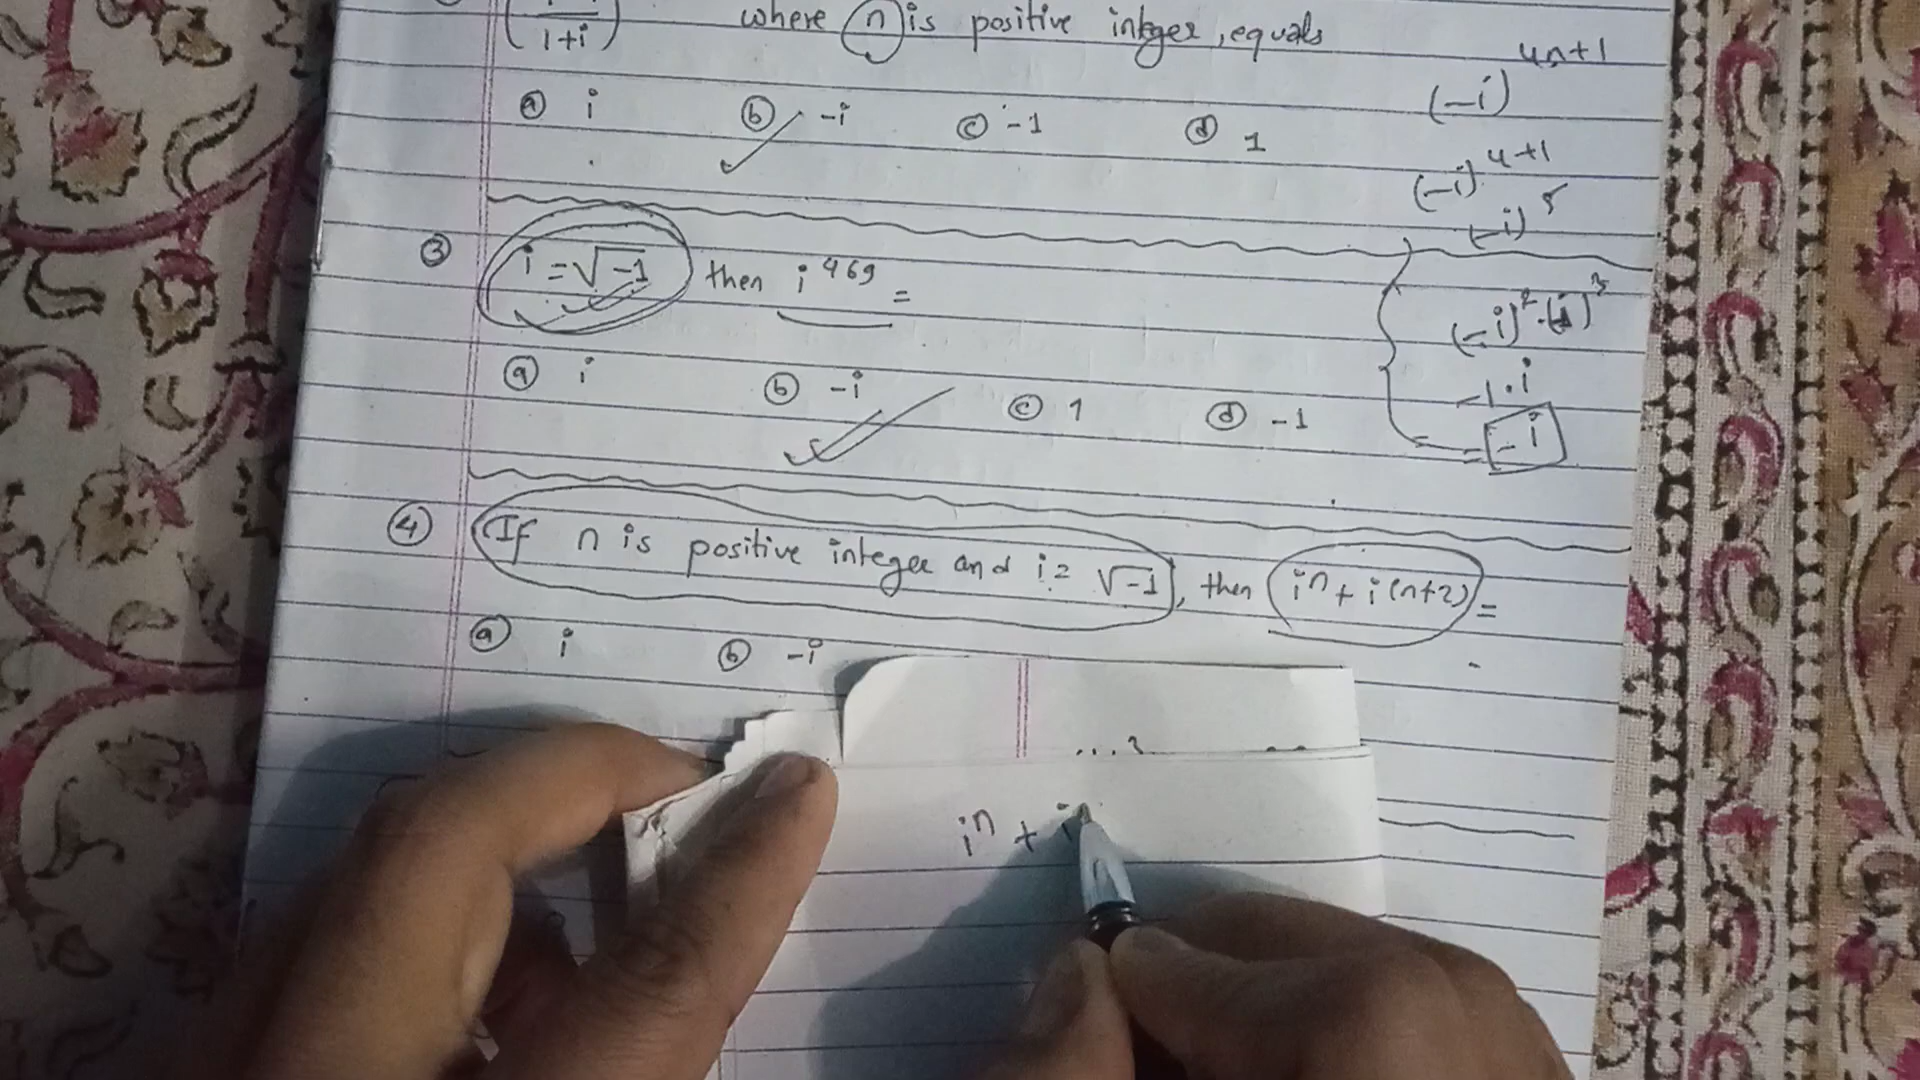 1+i
where n is positive integer, equals
a i b -i c -1 d 1
(-i)^4n+1
(-i)^4+1
(-i)^5
(-i)^2 · (-i)^3
-1 · i
= -i
3 i = √-1 then i^469 =
a i b -i c 1 d -1
4 If n is positive integer and i = √-1, then i^n + i(n+2) =
a i b -i
i^n + i